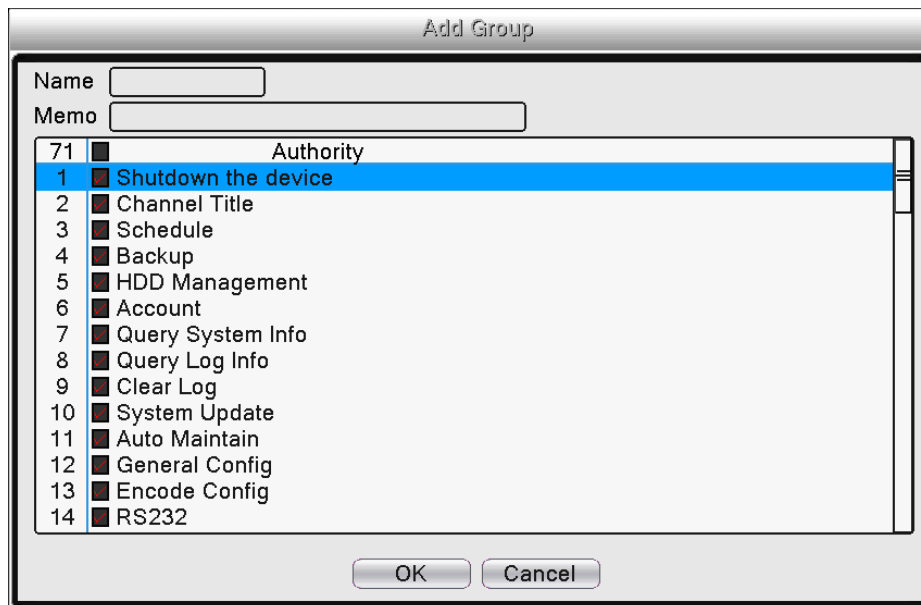 Add Group
Name
Memo
71 Authority
1 Shutdown the device
2 Channel Title
3 Schedule
4 Backup
5 HDD Management
6 Account
7 Query System Info
8 Query Log Info
9 Clear Log
10 System Update
11 Auto Maintain
12 General Config
13 Encode Config
14 RS232
OK Cancel